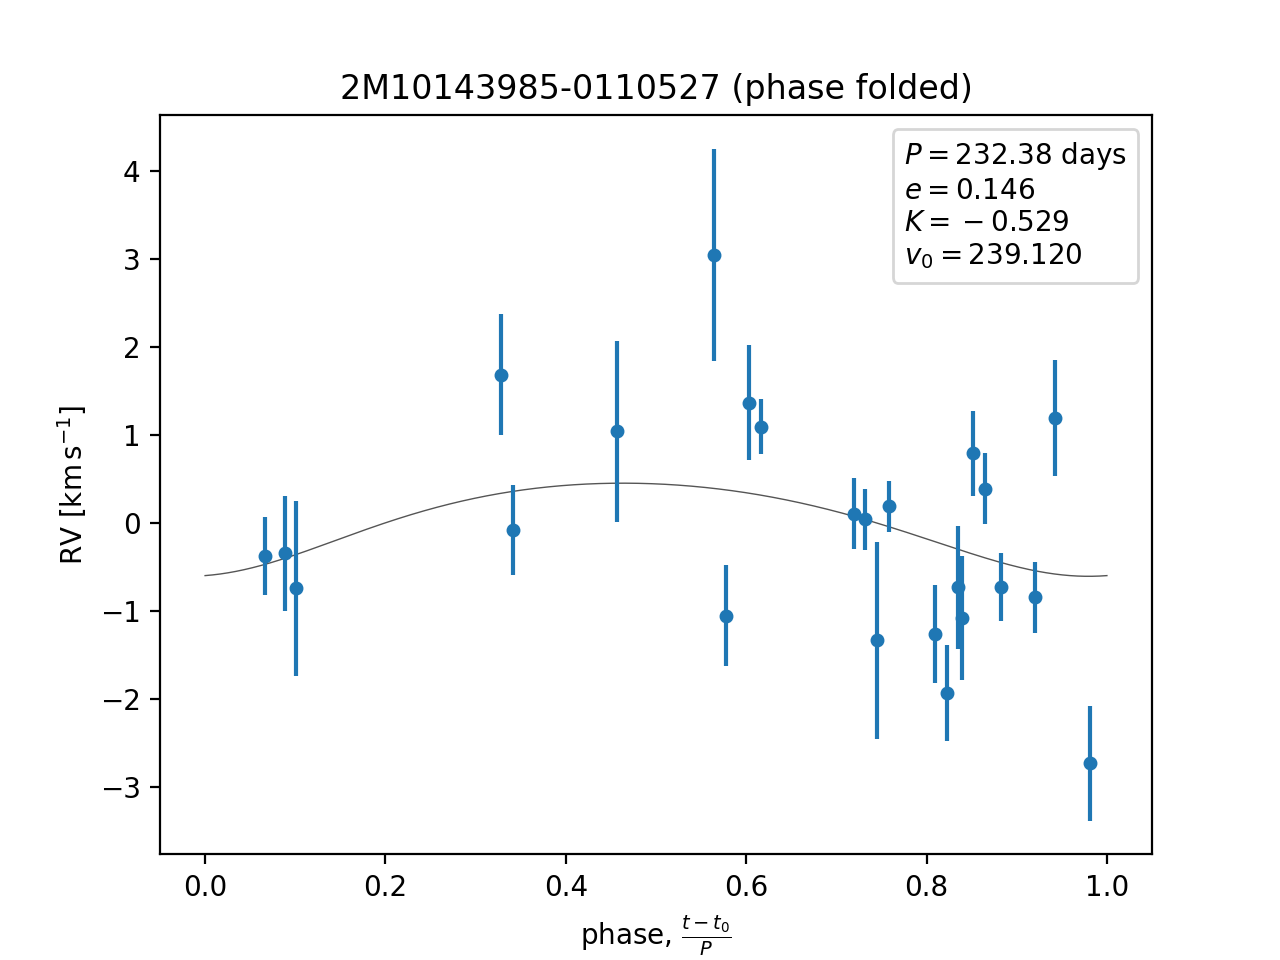 2M10143985-0110527 (phase folded)
P = 232.38 days
e = 0.146
K = −0.529
v₀ = 239.120
4
3
2
1
0
−1
−2
−3
RV [km s⁻¹]
0.0 0.2 0.4 0.6 0.8 1.0
phase, (t − t₀)/P